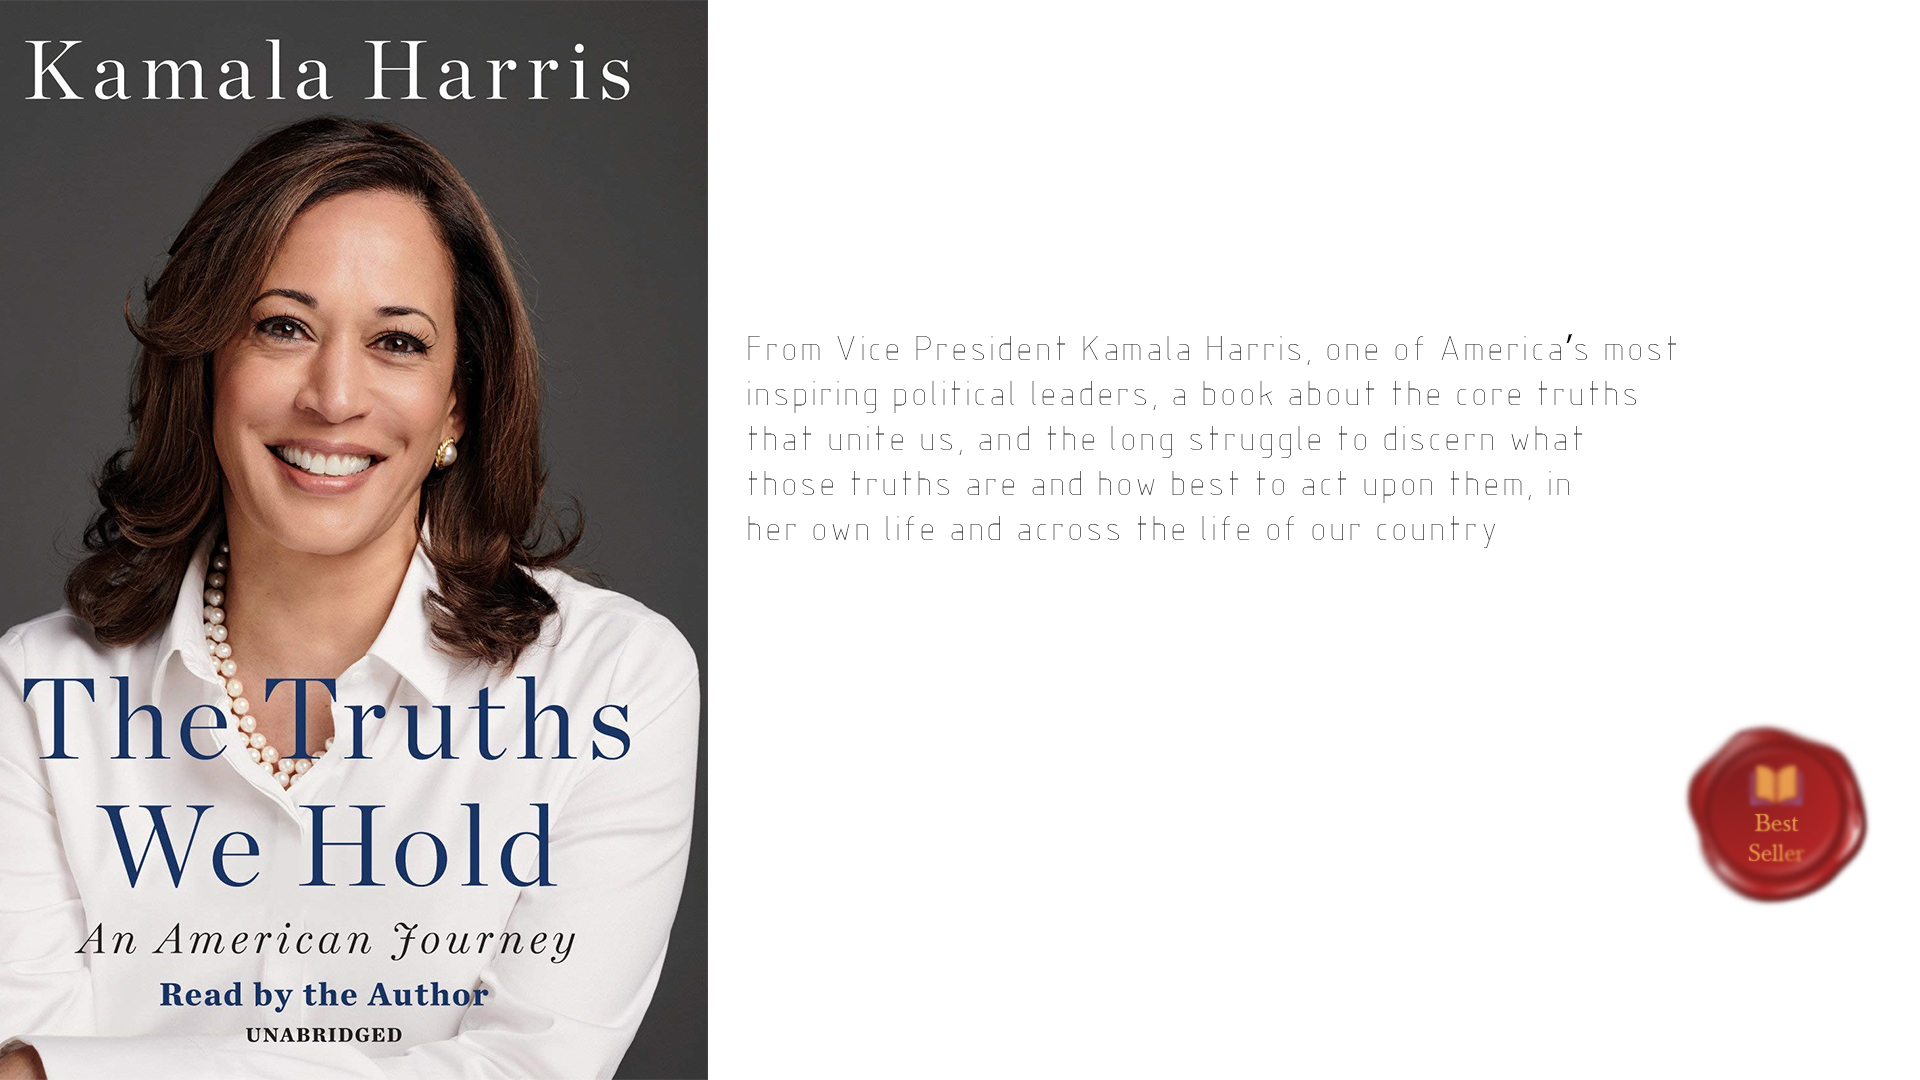 Kamala Harris
The Truths
We Hold
An American Journey
Read by the Author
UNABRIDGED
From Vice President Kamala Harris, one of America's most
inspiring political leaders, a book about the core truths
that unite us, and the long struggle to discern what
those truths are and how best to act upon them, in
her own life and across the life of our country
Best
Seller